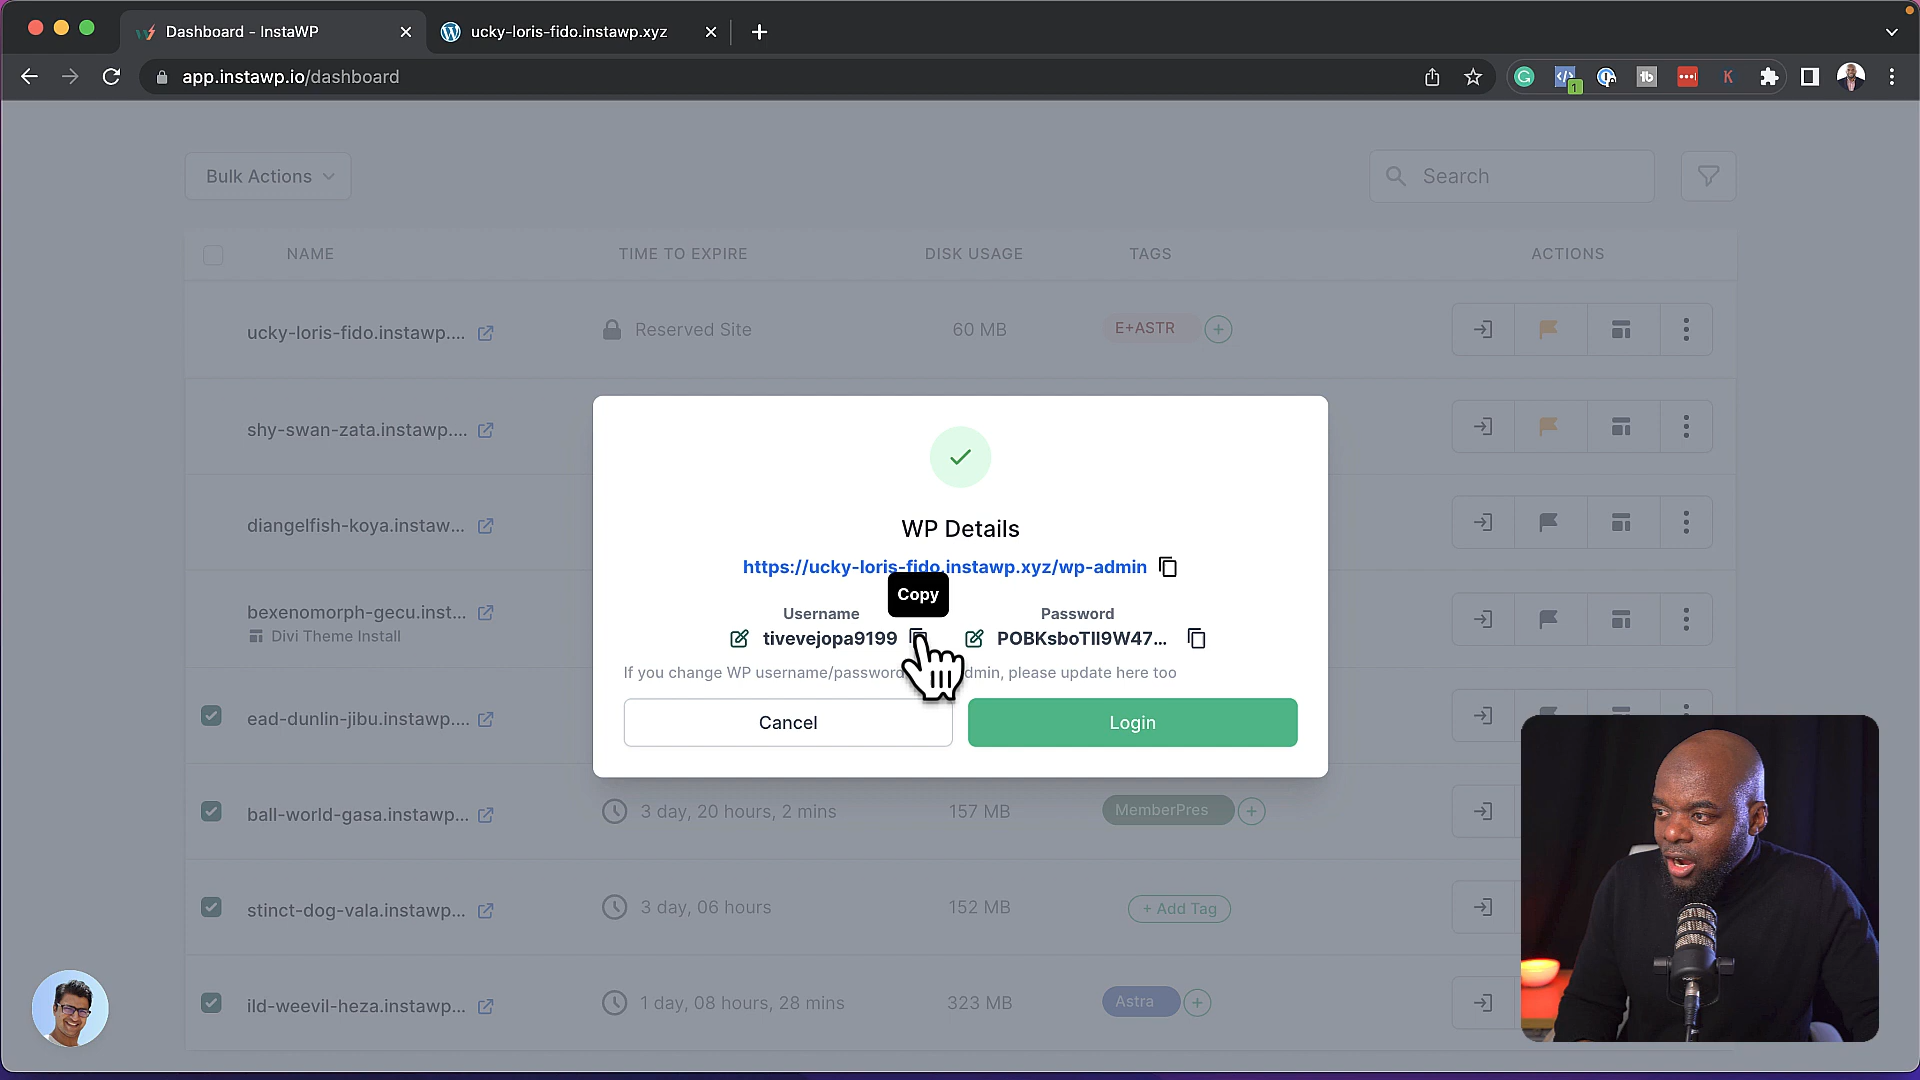 Dashboard - InstaWP
ucky-loris-fido.instawp.xyz
app.instawp.io/dashboard
1
Bulk Actions
Search
NAME TIME TO EXPIRE DISK USAGE TAGS ACTIONS
ucky-loris-fido.instawp.... Reserved Site 60 MB E+ASTR
shy-swan-zata.instawp....
diangelfish-koya.instaw...
bexenomorph-gecu.inst...
Divi Theme Install
WP Details
https://ucky-loris-fido.instawp.xyz/wp-admin
Copy
Username Password
tivevejopa9199 POBKsboTIl9W47...
If you change WP username/password dmin, please update here too
Cancel Login
ead-dunlin-jibu.instawp....
ball-world-gasa.instawp... 3 day, 20 hours, 2 mins 157 MB MemberPres
stinct-dog-vala.instawp... 3 day, 06 hours 152 MB + Add Tag
ild-weevil-heza.instawp... 1 day, 08 hours, 28 mins 323 MB Astra